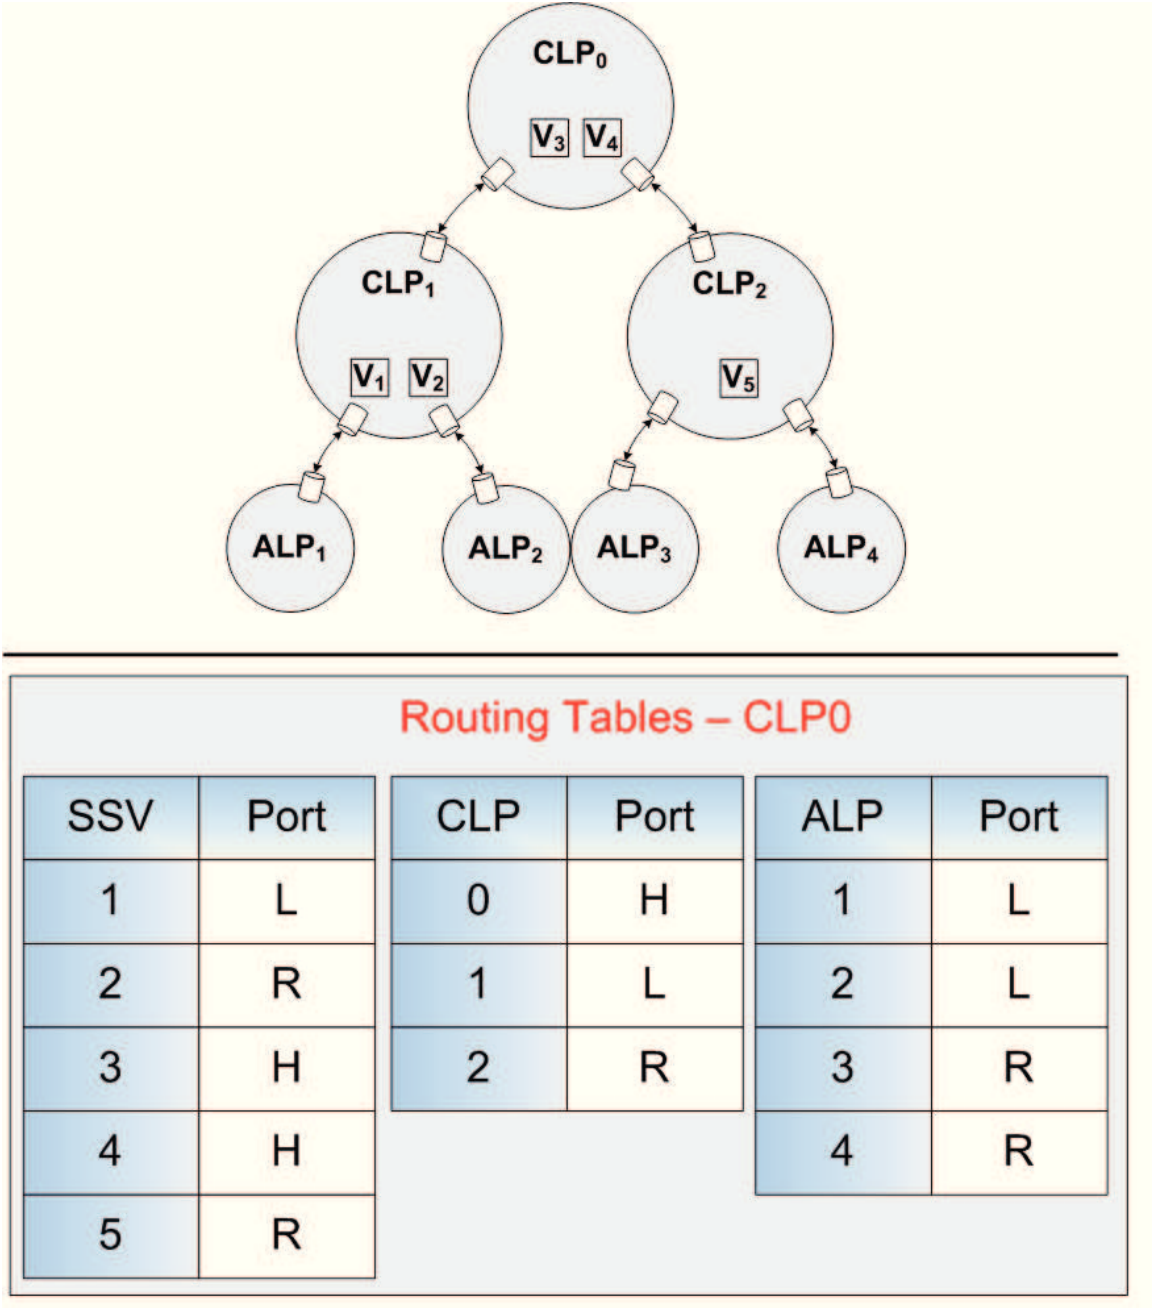 CLP₀
V₃ V₄
CLP₁ CLP₂
V₁ V₂ V₅
ALP₁ ALP₂ ALP₃ ALP₄
Routing Tables – CLP0
SSV Port CLP Port ALP Port
1 L 0 H 1 L
2 R 1 L 2 L
3 H 2 R 3 R
4 H 4 R
5 R